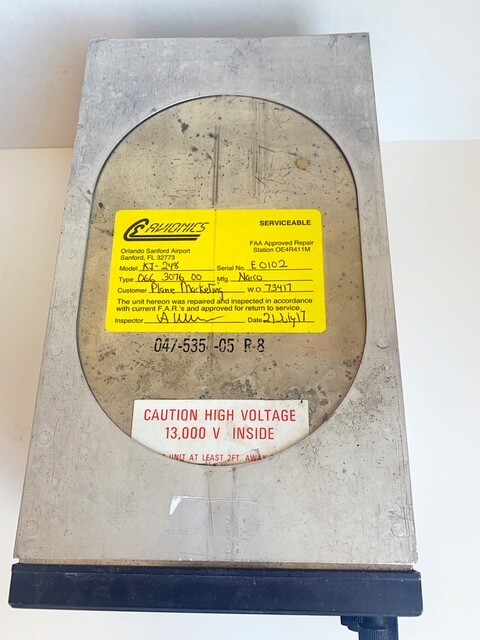 CE AVIONICS
SERVICEABLE
Orlando Sanford Airport
Sanford, FL 32773
FAA Approved Repair
Station OE4R411M
Model KI-248 Serial No. E0102
Type 066 3076 00 Mfg Narco
Customer Plane Marketing W.O 73417
The unit hereon was repaired and inspected in accordance
with current F.A.R.'s and approved for return to service.
Inspector Date
047-535 -05 R-8
CAUTION HIGH VOLTAGE
13,000 V INSIDE
UNIT AT LEAST 2FT. AWAY